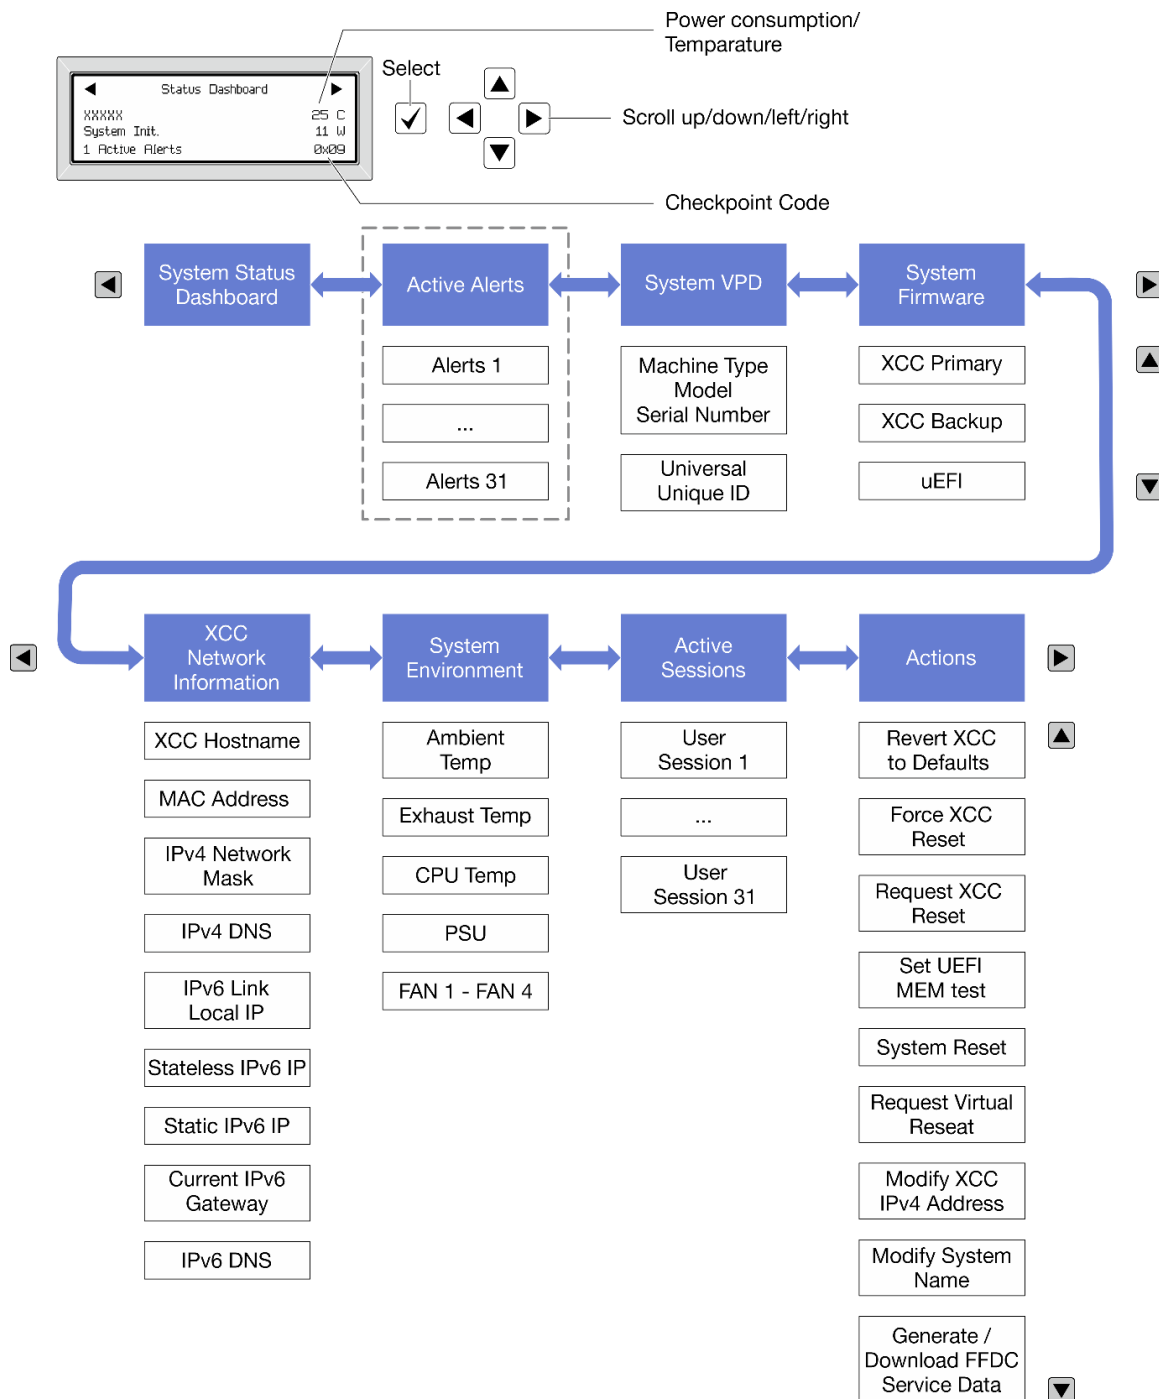 Power consumption/
Temparature
Select
Status Dashboard
XXXXX 25 C
System Init. 11 W
1 Active Alerts 0x09
Scroll up/down/left/right
Checkpoint Code
System Status
Dashboard
Active Alerts
System VPD
System
Firmware
Alerts 1
...
Alerts 31
Machine Type
Model
Serial Number
Universal
Unique ID
XCC Primary
XCC Backup
uEFI
XCC
Network
Information
System
Environment
Active
Sessions
Actions
XCC Hostname
MAC Address
IPv4 Network
Mask
IPv4 DNS
IPv6 Link
Local IP
Stateless IPv6 IP
Static IPv6 IP
Current IPv6
Gateway
IPv6 DNS
Ambient
Temp
Exhaust Temp
CPU Temp
PSU
FAN 1 - FAN 4
User
Session 1
...
User
Session 31
Revert XCC
to Defaults
Force XCC
Reset
Request XCC
Reset
Set UEFI
MEM test
System Reset
Request Virtual
Reseat
Modify XCC
IPv4 Address
Modify System
Name
Generate /
Download FFDC
Service Data